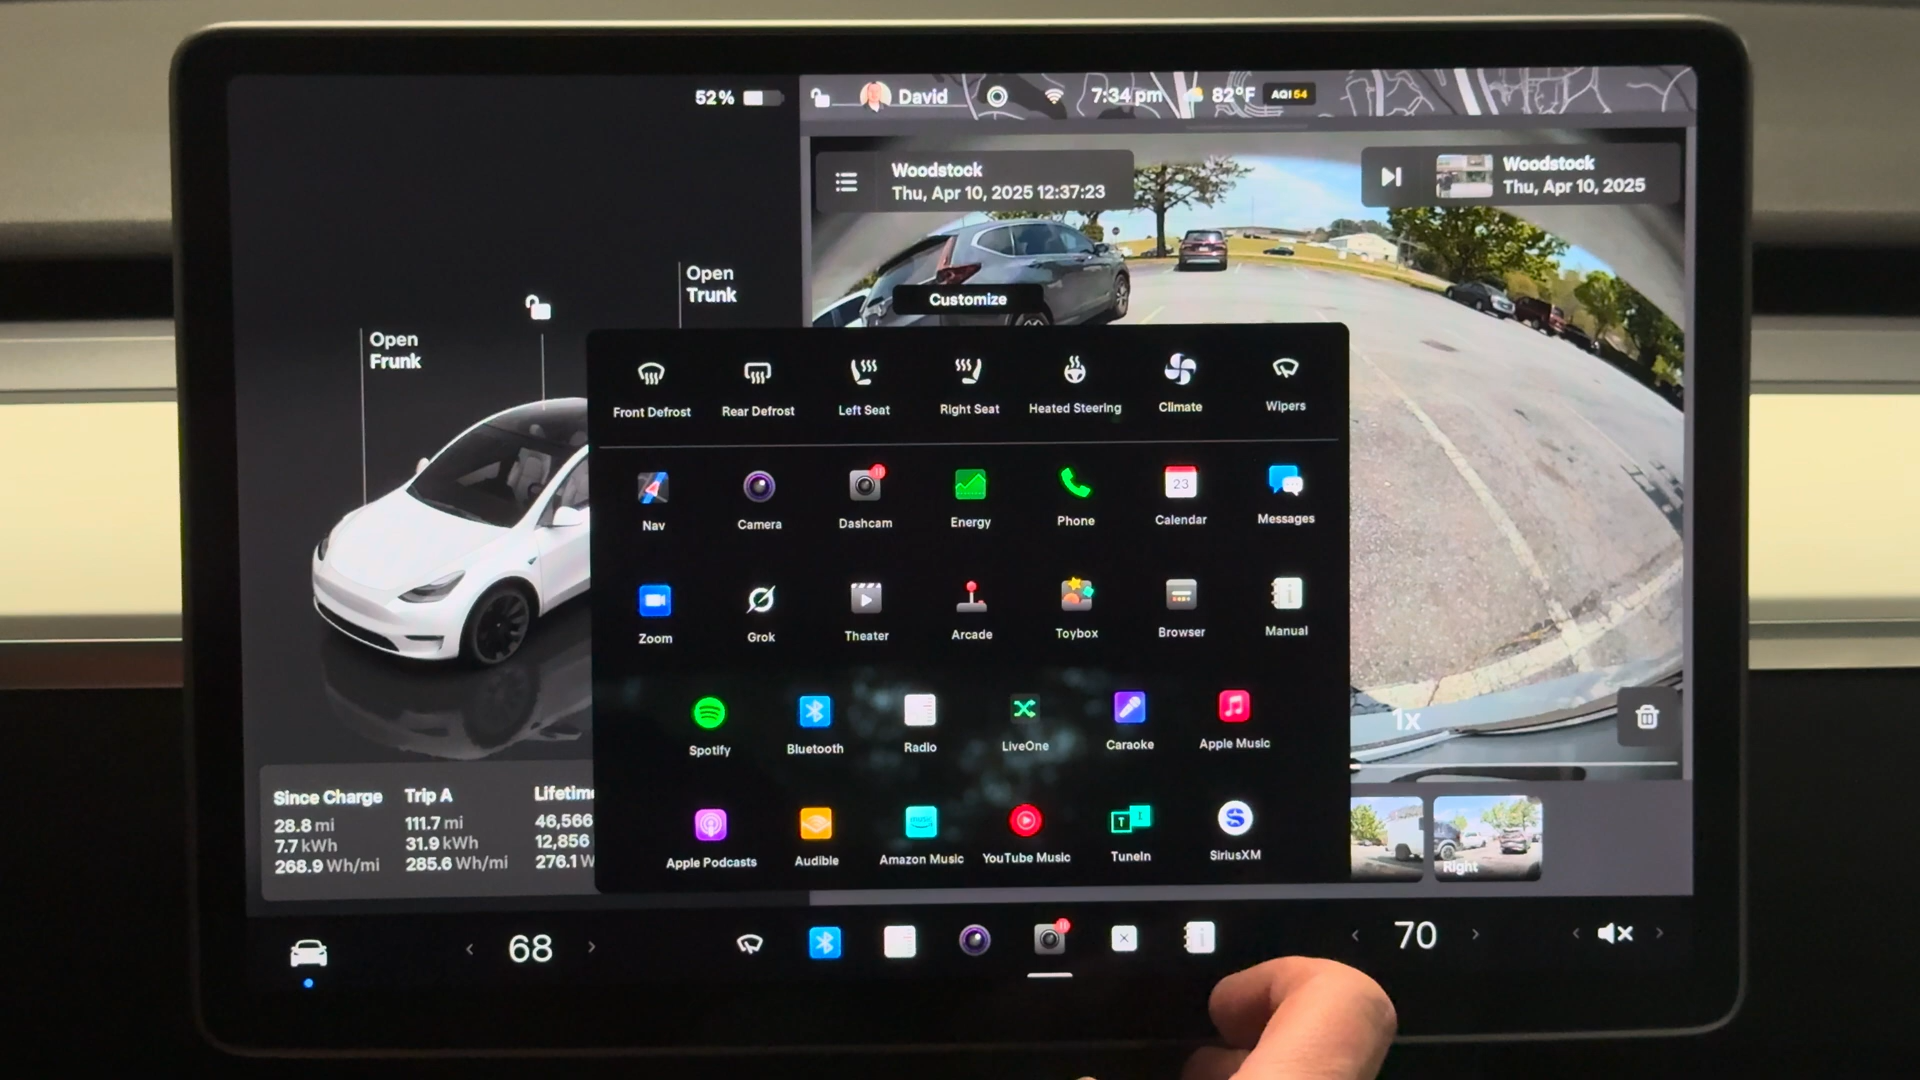 52%
David
7:34 pm
82°F
AQI 54
Woodstock
Thu, Apr 10, 2025 12:37:23
Woodstock
Thu, Apr 10, 2025
Open
Trunk
Open
Frunk
Customize
Front Defrost
Rear Defrost
Left Seat
Right Seat
Heated Steering
Climate
Wipers
23
Nav
Camera
Dashcam
Energy
Phone
Calendar
Messages
Zoom
Grok
Theater
Arcade
Toybox
Browser
Manual
Spotify
Bluetooth
Radio
LiveOne
Caraoke
Apple Music
1x
music
T I
Apple Podcasts
Audible
Amazon Music
YouTube Music
TuneIn
SiriusXM
Since Charge
28.8 mi
7.7 kWh
268.9 Wh/mi
Trip A
111.7 mi
31.9 kWh
285.6 Wh/mi
Lifetime
46,566
12,856
276.1 W
Right
68
70